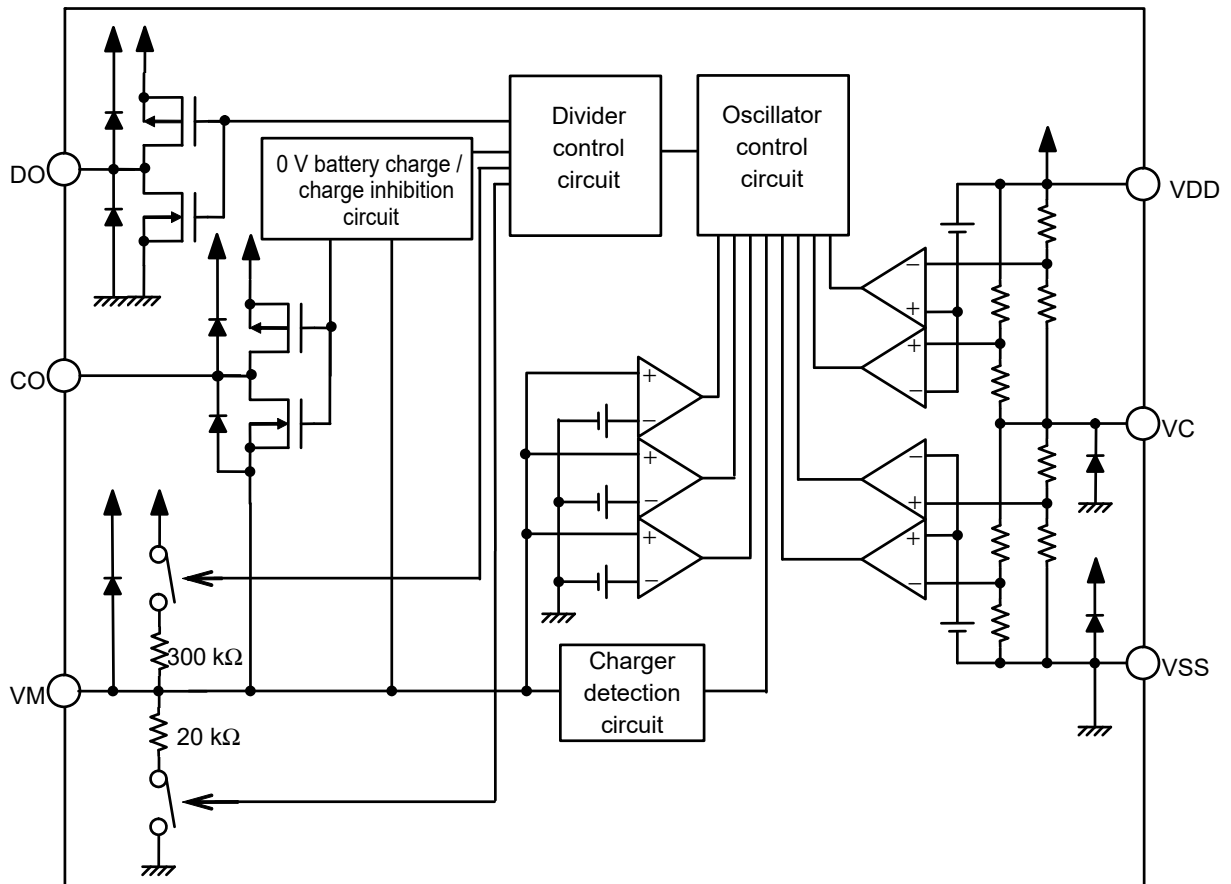 Divider
control
circuit
Oscillator
control
circuit
0 V battery charge /
charge inhibition
circuit
DO
VDD
−
+
+
−
CO
+
−
VC
+
−
−
+
+
−
+
−
300 kΩ
Charger
detection
circuit
VM
VSS
20 kΩ